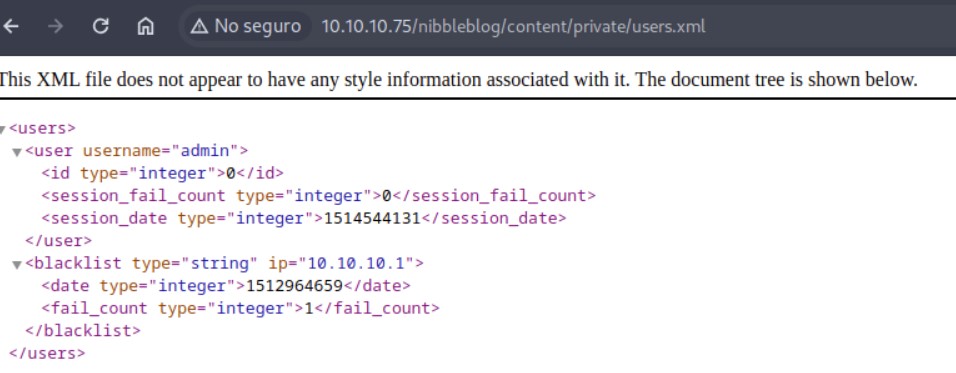 No seguro 10.10.10.75/nibbleblog/content/private/users.xml
This XML file does not appear to have any style information associated with it. The document tree is shown below.
<users>
<user username="admin">
<id type="integer">0</id>
<session_fail_count type="integer">0</session_fail_count>
<session_date type="integer">1514544131</session_date>
</user>
<blacklist type="string" ip="10.10.10.1">
<date type="integer">1512964659</date>
<fail_count type="integer">1</fail_count>
</blacklist>
</users>